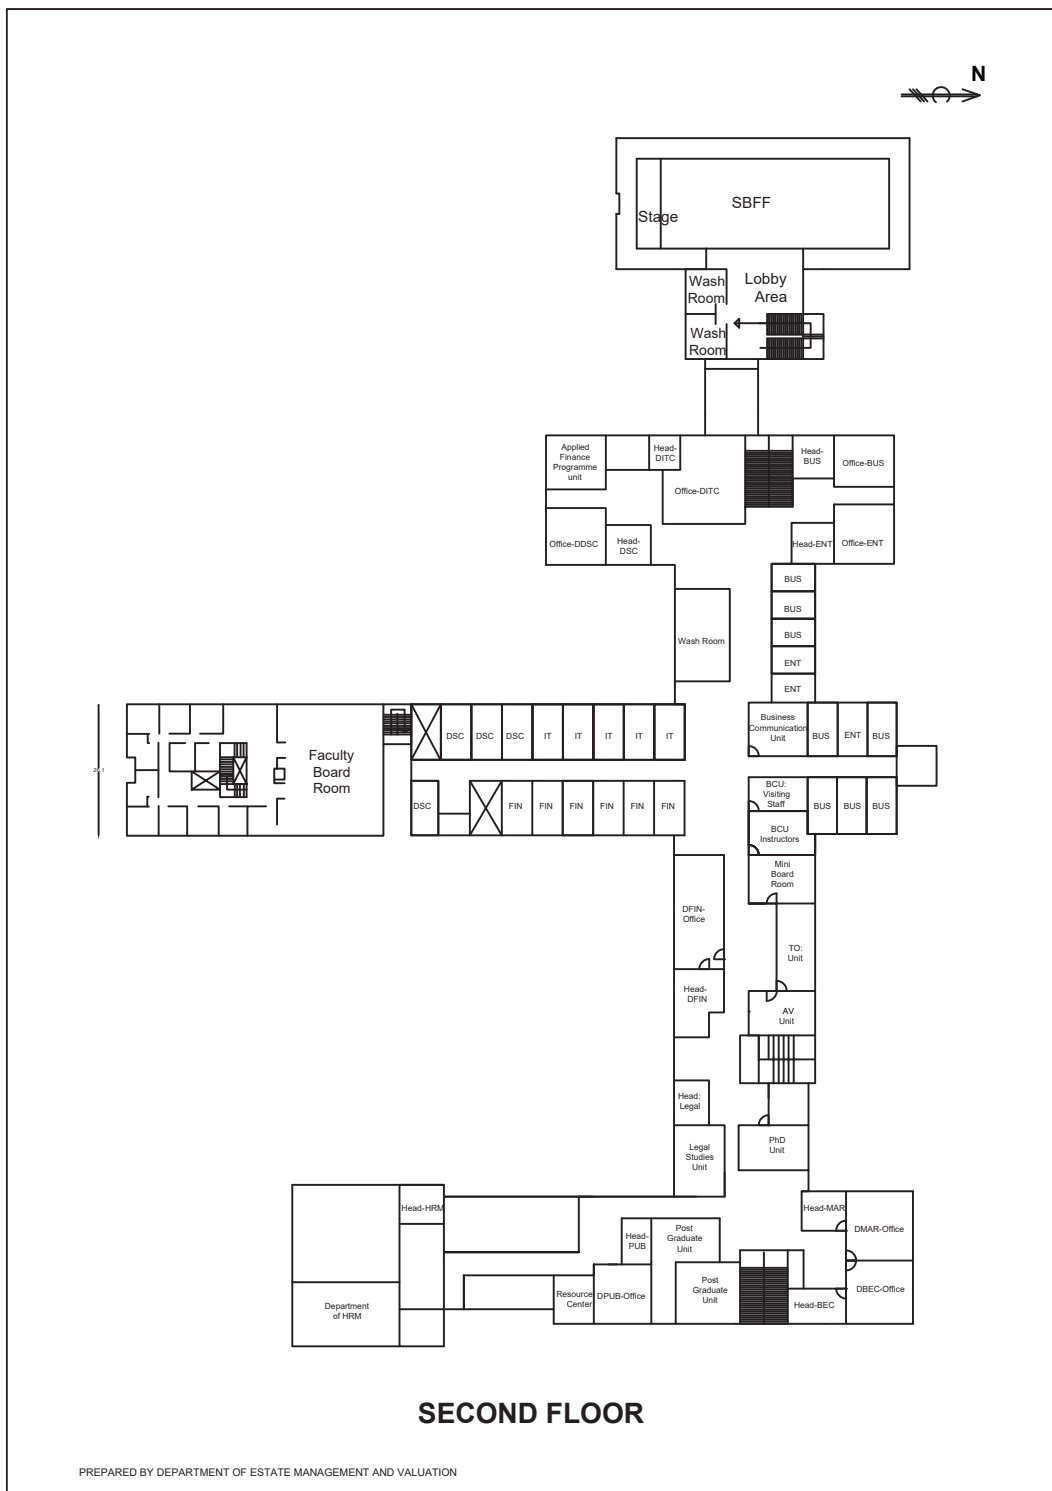 N
SBFF
Stage
Wash
Room
Lobby
Area
Wash
Room
Applied
Finance
Programme
unit
Head-
DITC
Office-DITC
Head-
BUS
Office-BUS
Office-DDSC
Head-
DSC
Head-ENT
Office-ENT
BUS
BUS
BUS
ENT
ENT
Wash Room
Faculty
Board
Room
DSC
DSC
DSC
IT
IT
IT
IT
IT
Business
Communication
Unit
BUS
ENT
BUS
DSC
FIN
FIN
FIN
FIN
FIN
FIN
BCU:
Visiting
Staff
BUS
BUS
BUS
BCU
Instructors
Mini
Board
Room
DFIN-
Office
TO:
Unit
Head-
DFIN
AV
Unit
Head:
Legal
Legal
Studies
Unit
PhD
Unit
Head-HRM
Head-MAR
DMAR-Office
Head-
PUB
Post
Graduate
Unit
Department
of HRM
Resource
Center
DPUB-Office
Post
Graduate
Unit
Head-BEC
DBEC-Office
SECOND FLOOR
PREPARED BY DEPARTMENT OF ESTATE MANAGEMENT AND VALUATION